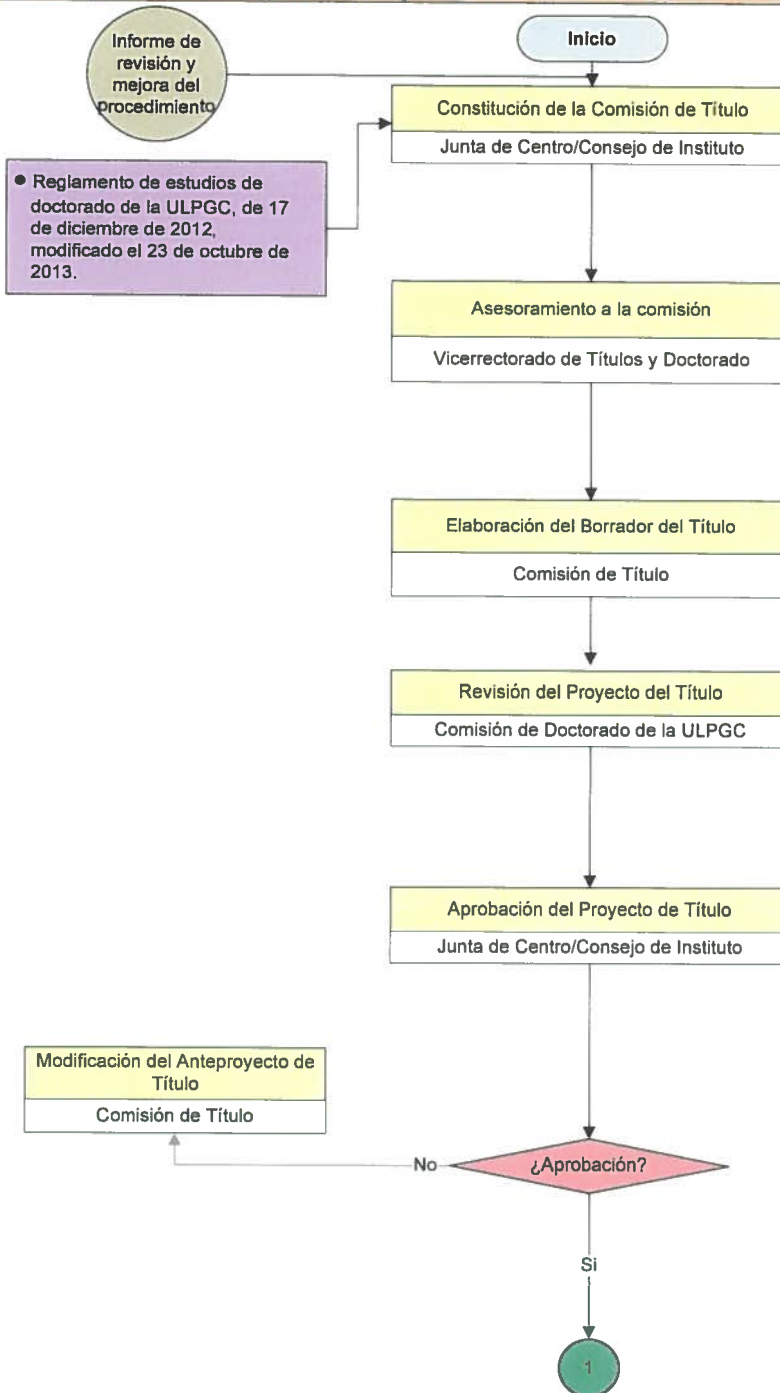 Informe de
revisión y
mejora del
procedimiento
Inicio
Constitución de la Comisión de Título
Junta de Centro/Consejo de Instituto
● Reglamento de estudios de
doctorado de la ULPGC, de 17
de diciembre de 2012,
modificado el 23 de octubre de
2013.
Asesoramiento a la comisión
Vicerrectorado de Títulos y Doctorado
Elaboración del Borrador del Título
Comisión de Título
Revisión del Proyecto del Título
Comisión de Doctorado de la ULPGC
Aprobación del Proyecto de Título
Junta de Centro/Consejo de Instituto
Modificación del Anteproyecto de
Título
Comisión de Título
No
¿Aprobación?
Si
1